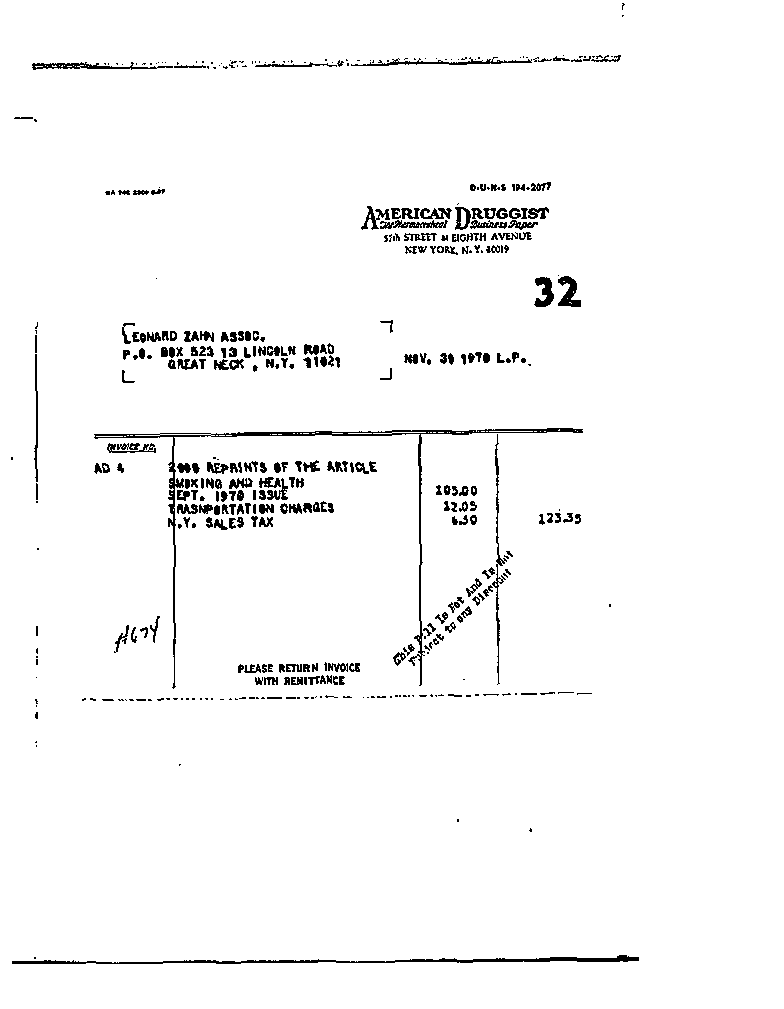 D-U-N-S 194-2077
AMERICAN DRUGGIST
The Pharmaceutical Business Paper
57th STREET at EIGHTH AVENUE
NEW YORK, N. Y. 10019
32
LEONARD ZAHN ASSOC.
P.O. BOX 523 13 LINCOLN ROAD
GREAT NECK , N.Y. 11021
NOV. 30 1970 L.P.
INVOICE NO.
AD 4 2000 REPRINTS OF THE ARTICLE
SMOKING AND HEALTH
SEPT. 1970 ISSUE 105.00
TRASNPORTATION CHARGES 12.05
N.Y. SALES TAX 6.30 123.35
This Bill Is Net And Is Not
Subject to any Discount
A674
PLEASE RETURN INVOICE
WITH REMITTANCE